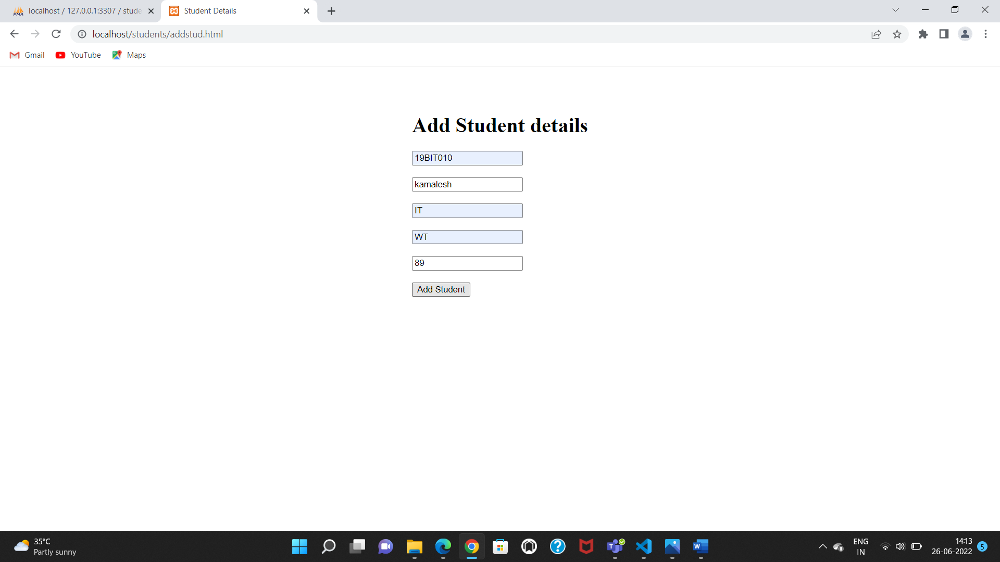 localhost / 127.0.0.1:3307 / stude
Student Details
localhost/students/addstud.html
Gmail
YouTube
Maps
Add Student details
19BIT010
kamalesh
IT
WT
89
Add Student
35°C
Partly sunny
ENG
IN
14:13
26-06-2022
5